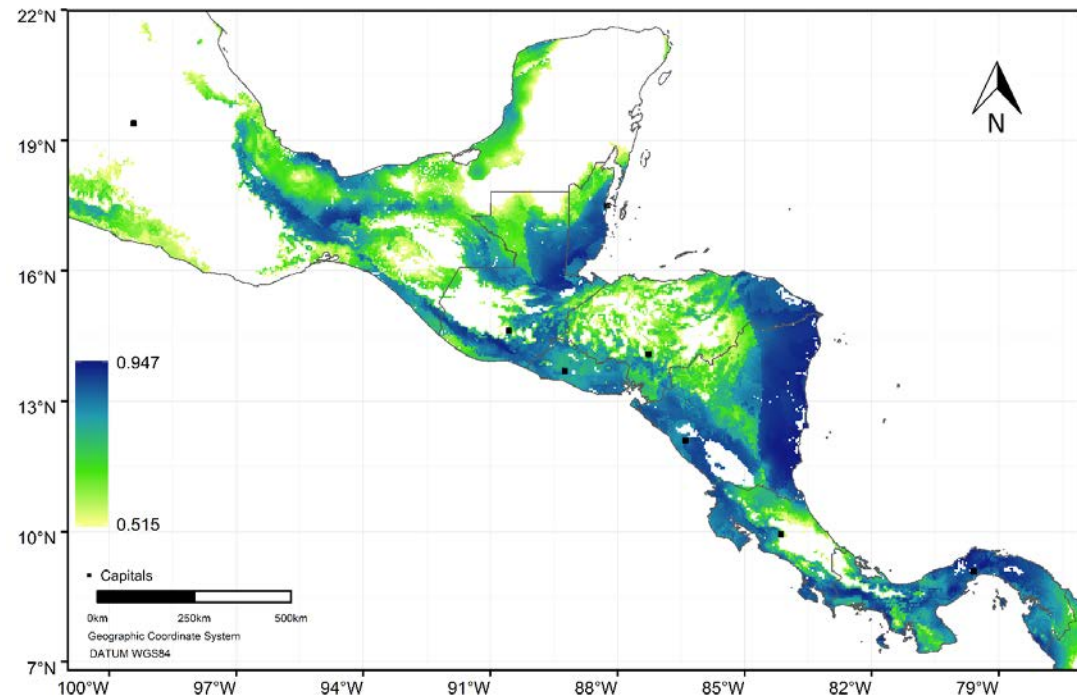 22°N
19°N
16°N
13°N
10°N
7°N
N
0.947
0.515
Capitals
0km 250km 500km
Geographic Coordinate System
DATUM WGS84
100°W 97°W 94°W 91°W 88°W 85°W 82°W 79°W